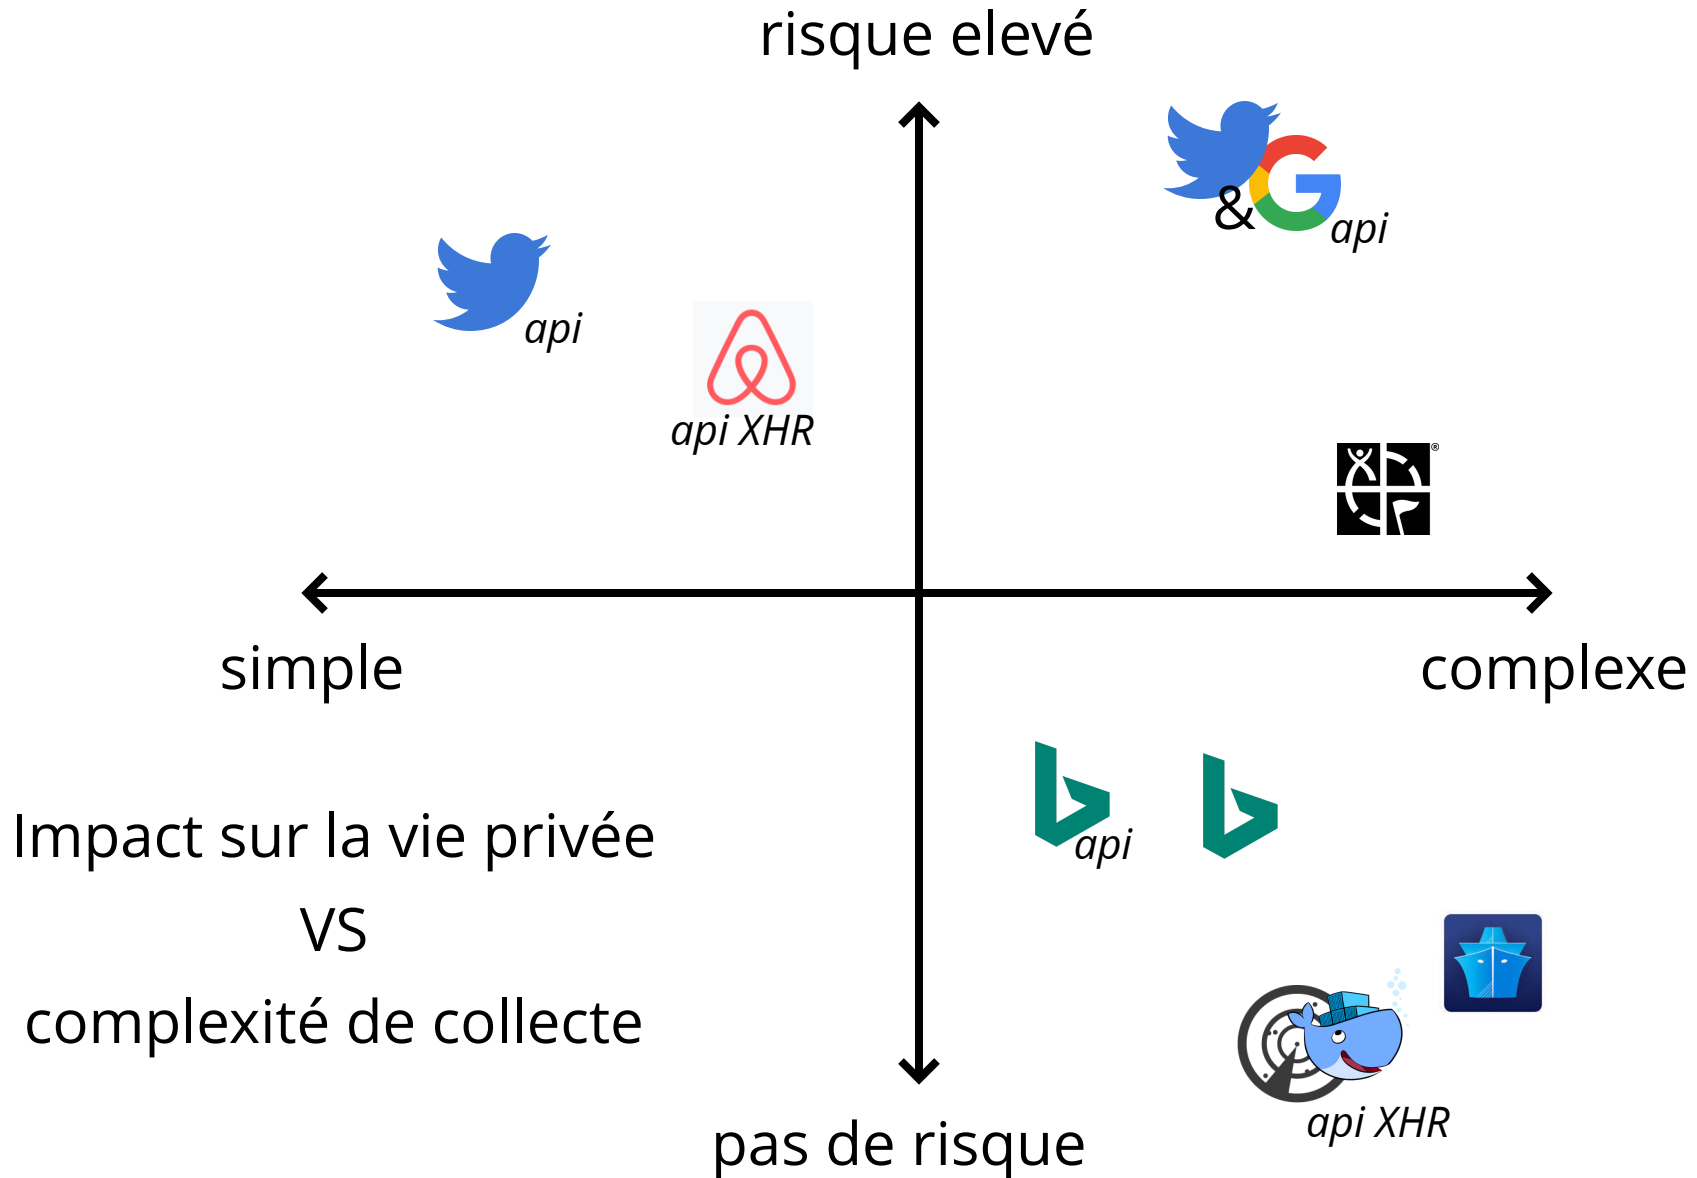 risque elevé
&
api
api
api XHR
®
simple
complexe
Impact sur la vie privée
VS
complexité de collecte
api
api XHR
pas de risque